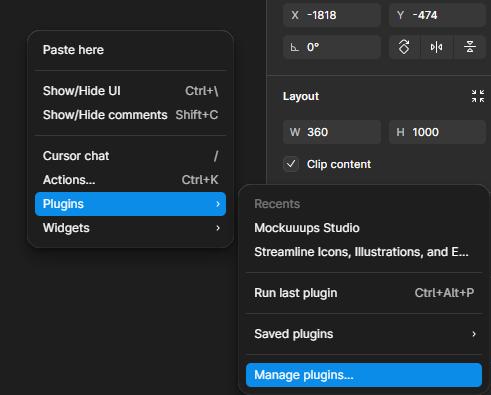 X -1818 Y -474
0°
Layout
W 360 H 1000
Clip content
Paste here
Show/Hide UI Ctrl+\
Show/Hide comments Shift+C
Cursor chat /
Actions... Ctrl+K
Plugins
Widgets
Recents
Mockuuups Studio
Streamline Icons, Illustrations, and E...
Run last plugin Ctrl+Alt+P
Saved plugins
Manage plugins...